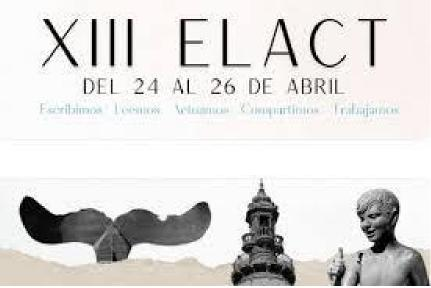 XIII ELACT
DEL 24 AL 26 DE ABRIL
Escribimos Leemos Actuamos Compartimos Trabajamos